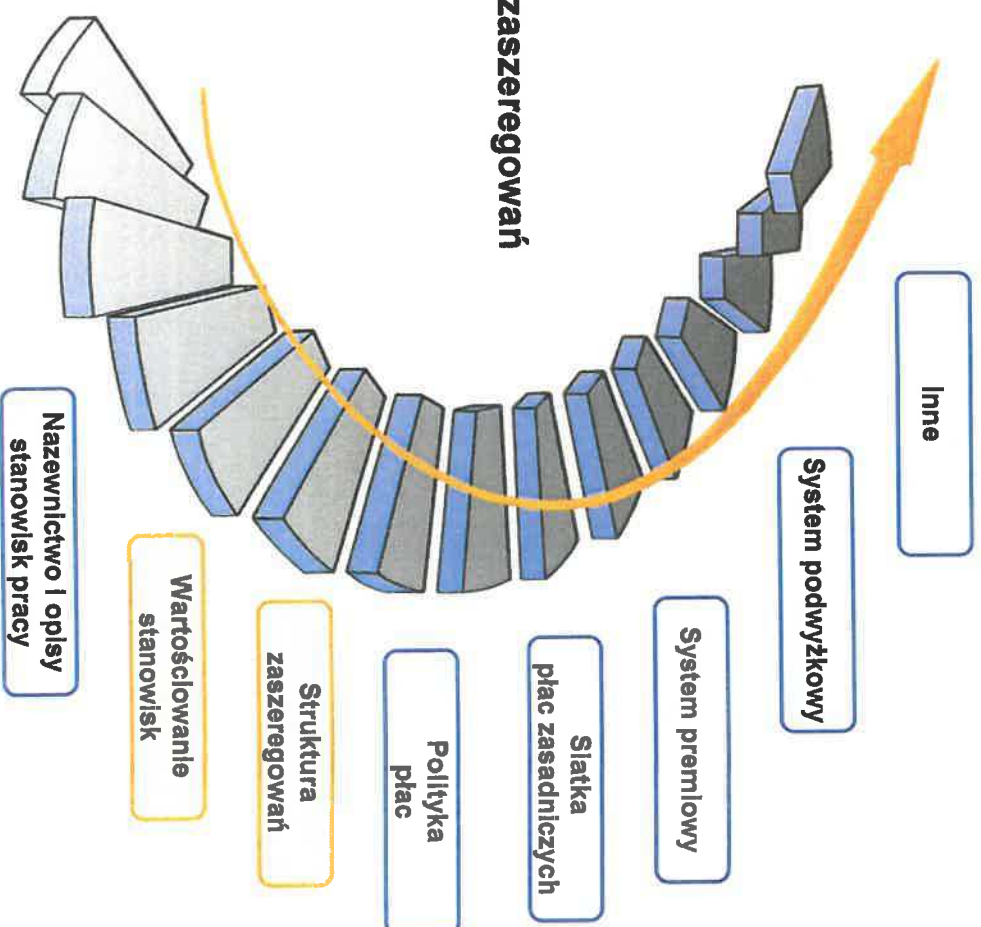 Inne
System podwyżkowy
System premiowy
Siatka
płac zasadniczych
zaszeregowań
Polityka
płac
Struktura
zaszeregowań
Wartościowanie
stanowisk
Nazewnictwo i opisy
stanowisk pracy